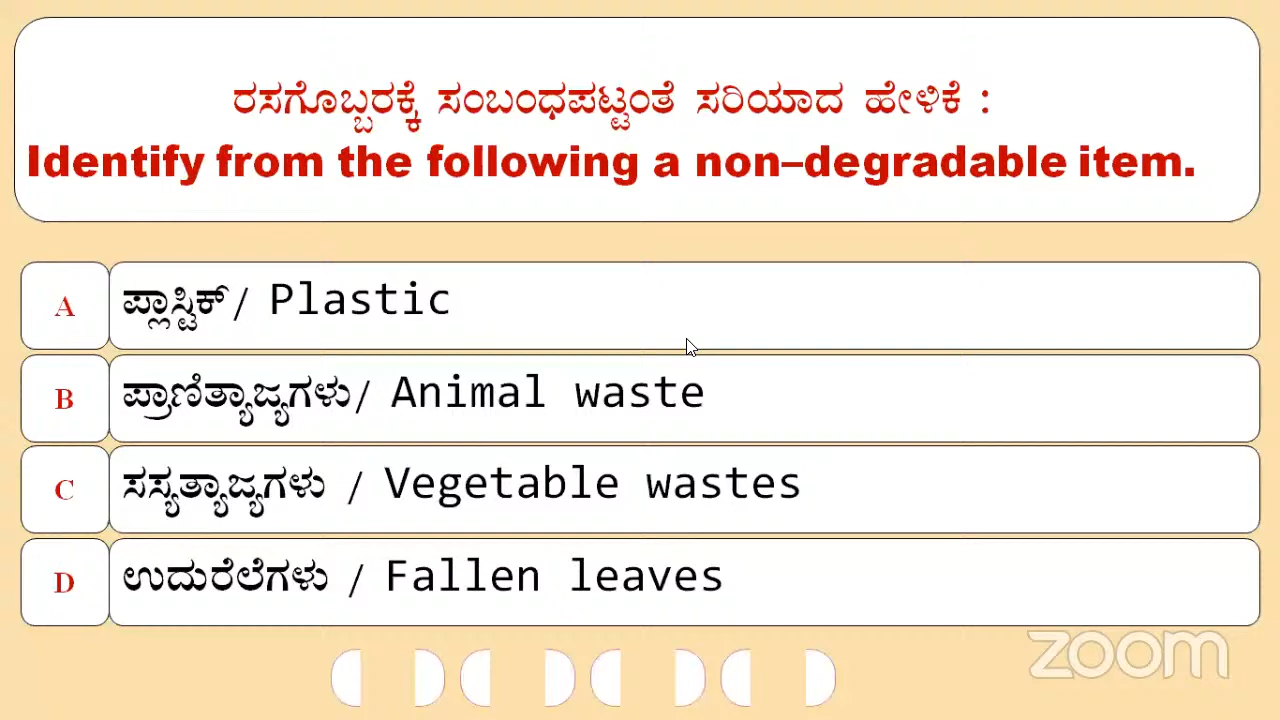 ರಸಗೊಬ್ಬರಕ್ಕೆ ಸಂಬಂಧಪಟ್ಟಂತೆ ಸರಿಯಾದ ಹೇಳಿಕೆ :
Identify from the following a non–degradable item.
A ಪ್ಲಾಸ್ಟಿಕ್/ Plastic
B ಪ್ರಾಣಿತ್ಯಾಜ್ಯಗಳು/ Animal waste
C ಸಸ್ಯತ್ಯಾಜ್ಯಗಳು / Vegetable wastes
D ಉದುರೆಲೆಗಳು / Fallen leaves
zoom